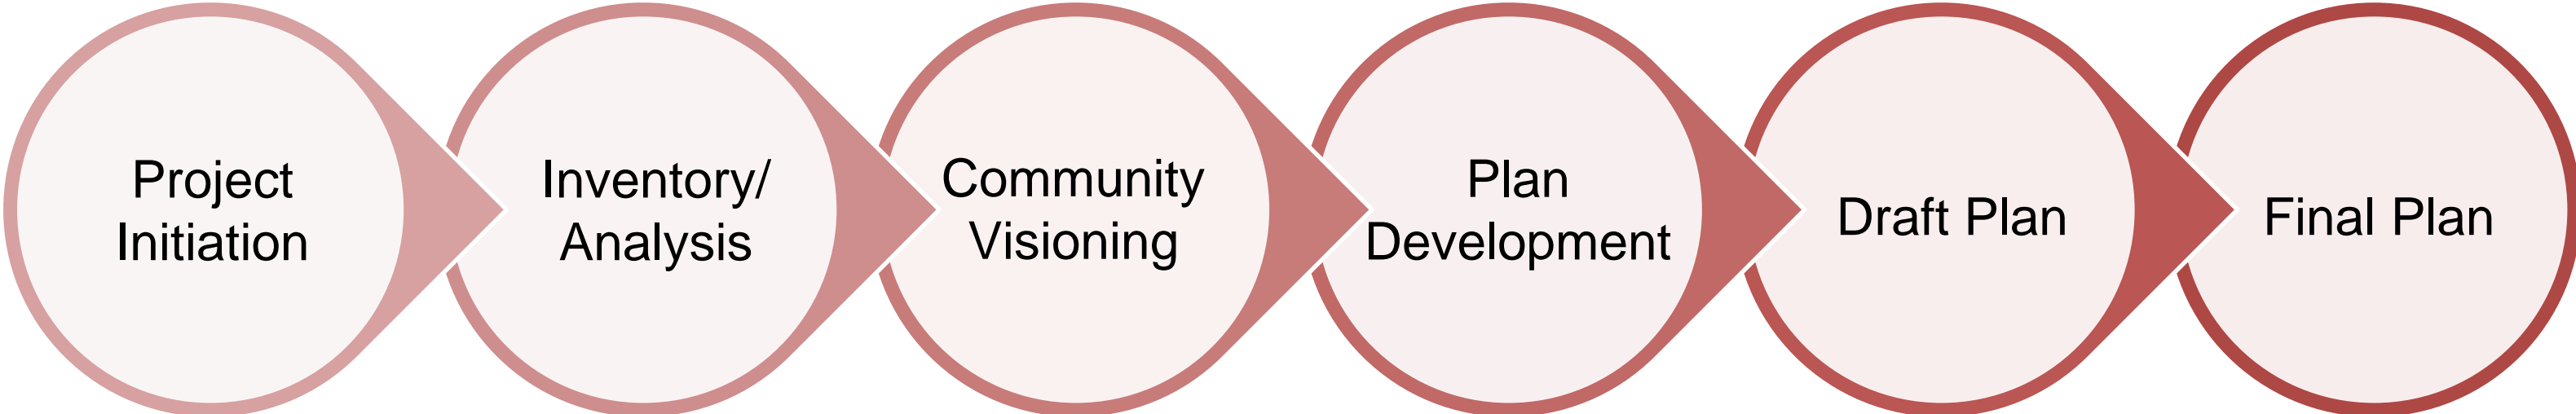 Project
Initiation
Inventory/
Analysis
Community
Visioning
Plan
Development
Draft Plan
Final Plan